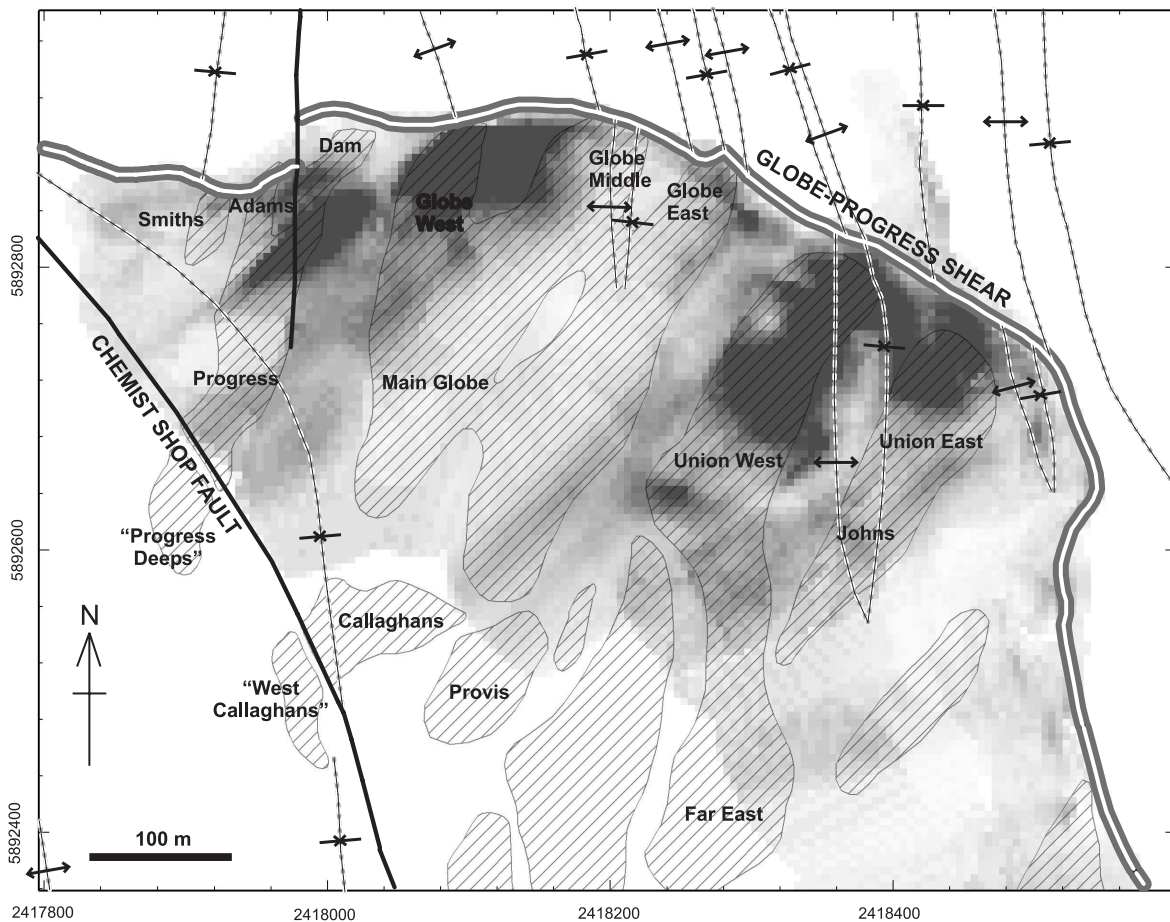 Dam
Smiths
Adams
Globe
West
Globe
Middle
Globe
East
GLOBE-PROGRESS SHEAR
CHEMIST SHOP FAULT
Progress
Main Globe
Union West
Union East
"Progress
Deeps"
Johns
Callaghans
"West
Callaghans"
Provis
Far East
N
100 m
5892800
5892600
5892400
2417800
2418000
2418200
2418400